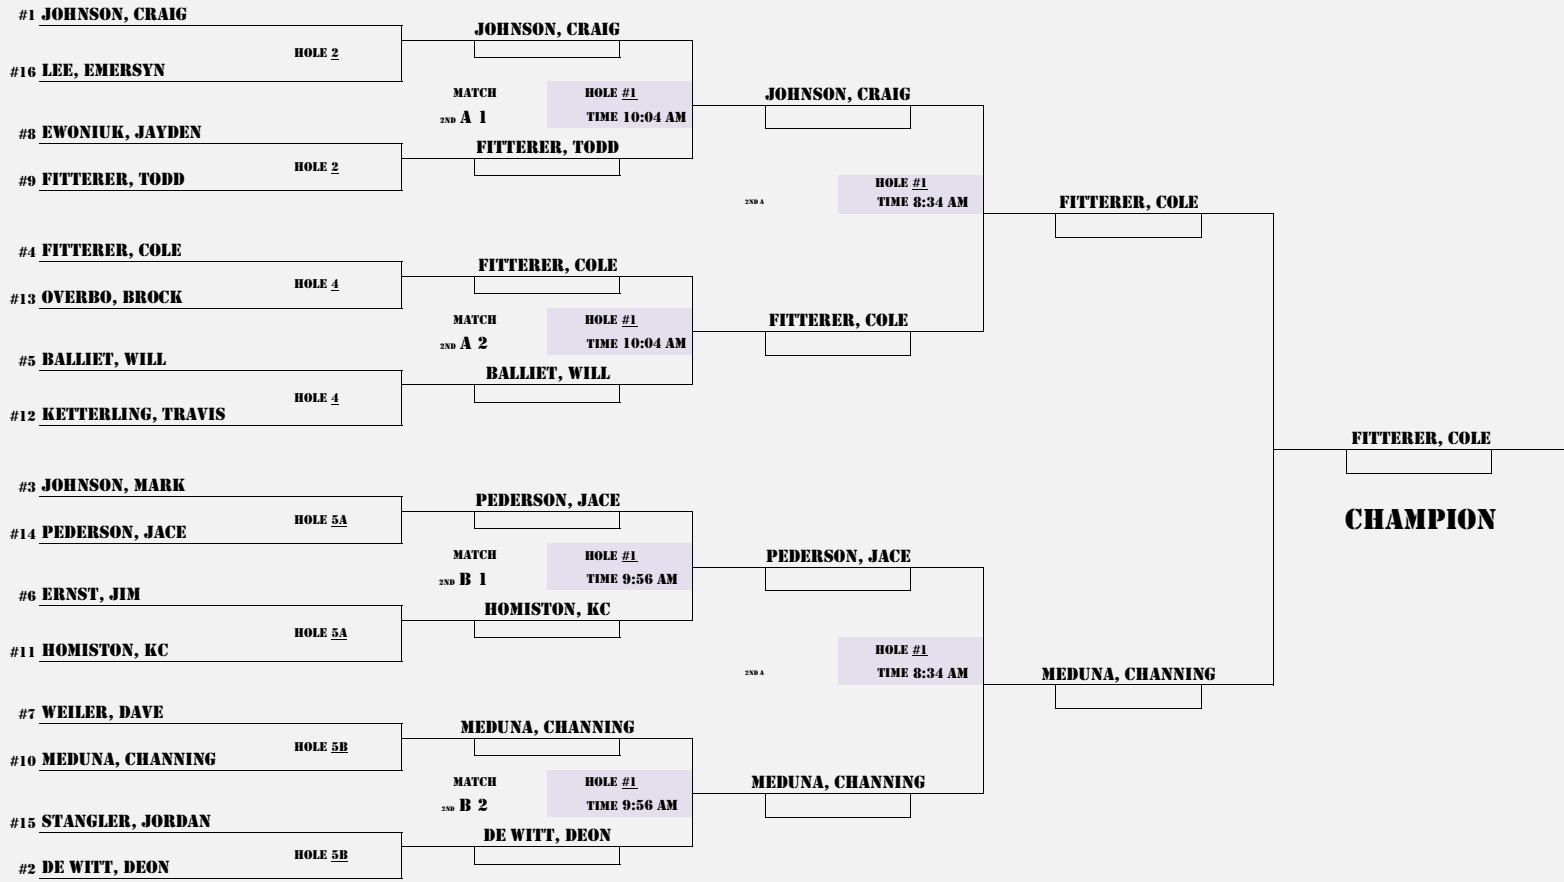 #1 JOHNSON, CRAIG
HOLE 2
#16 LEE, EMERSYN
#8 EWONIUK, JAYDEN
HOLE 2
#9 FITTERER, TODD
#4 FITTERER, COLE
HOLE 4
#13 OVERBO, BROCK
#5 BALLIET, WILL
HOLE 4
#12 KETTERLING, TRAVIS
#3 JOHNSON, MARK
HOLE 5A
#14 PEDERSON, JACE
#6 ERNST, JIM
HOLE 5A
#11 HOMISTON, KC
#7 WEILER, DAVE
HOLE 5B
#10 MEDUNA, CHANNING
#15 STANGLER, JORDAN
HOLE 5B
#2 DE WITT, DEON
JOHNSON, CRAIG
MATCH HOLE #1
2ND A 1 TIME 10:04 AM
FITTERER, TODD
FITTERER, COLE
MATCH HOLE #1
2ND A 2 TIME 10:04 AM
BALLIET, WILL
PEDERSON, JACE
MATCH HOLE #1
2ND B 1 TIME 9:56 AM
HOMISTON, KC
MEDUNA, CHANNING
MATCH HOLE #1
2ND B 2 TIME 9:56 AM
DE WITT, DEON
JOHNSON, CRAIG
HOLE #1
2ND A TIME 8:34 AM
FITTERER, COLE
PEDERSON, JACE
HOLE #1
2ND A TIME 8:34 AM
MEDUNA, CHANNING
FITTERER, COLE
MEDUNA, CHANNING
FITTERER, COLE
CHAMPION